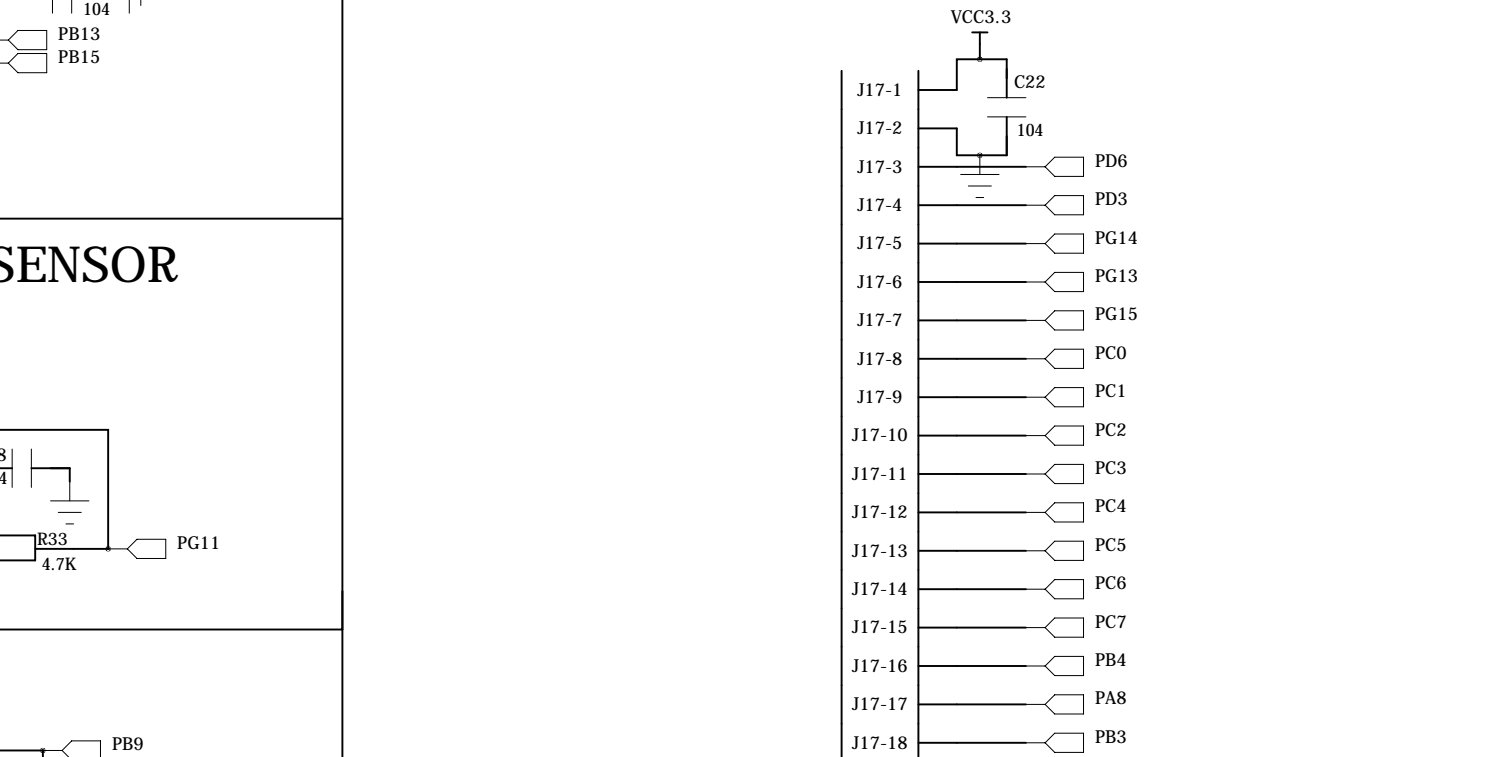 104
PB13
PB15
SENSOR
R33
4.7K
PG11
PB9
VCC3.3
C22
104
J17-1
J17-2
J17-3 PD6
J17-4 PD3
J17-5 PG14
J17-6 PG13
J17-7 PG15
J17-8 PC0
J17-9 PC1
J17-10 PC2
J17-11 PC3
J17-12 PC4
J17-13 PC5
J17-14 PC6
J17-15 PC7
J17-16 PB4
J17-17 PA8
J17-18 PB3